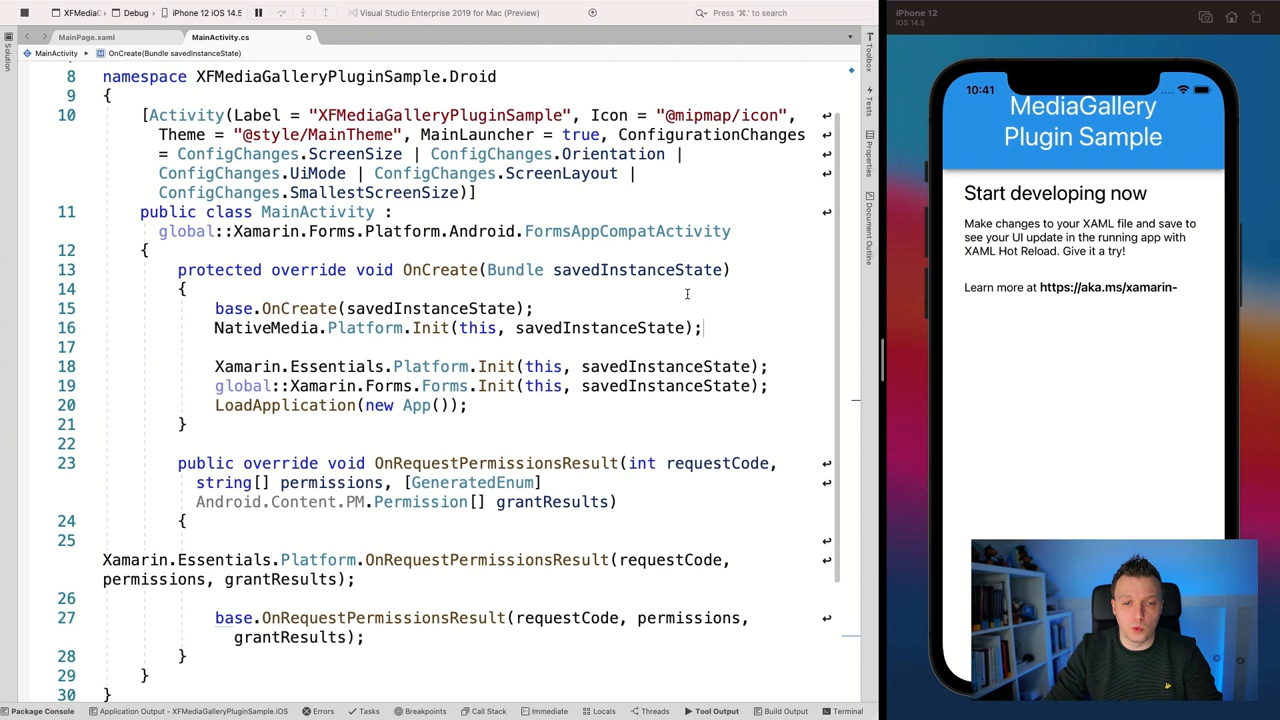 XFMediaG
Debug
iPhone 12 iOS 14.5
Visual Studio Enterprise 2019 for Mac (Preview)
Press '⌘.' to search
Solution
MainPage.xaml
MainActivity.cs
MainActivity
OnCreate(Bundle savedInstanceState)
8 namespace XFMediaGalleryPluginSample.Droid
9 {
10 [Activity(Label = "XFMediaGalleryPluginSample", Icon = "@mipmap/icon",
Theme = "@style/MainTheme", MainLauncher = true, ConfigurationChanges
= ConfigChanges.ScreenSize | ConfigChanges.Orientation |
ConfigChanges.UiMode | ConfigChanges.ScreenLayout |
ConfigChanges.SmallestScreenSize)]
11 public class MainActivity :
global::Xamarin.Forms.Platform.Android.FormsAppCompatActivity
12 {
13 protected override void OnCreate(Bundle savedInstanceState)
14 {
15 base.OnCreate(savedInstanceState);
16 NativeMedia.Platform.Init(this, savedInstanceState);
17
18 Xamarin.Essentials.Platform.Init(this, savedInstanceState);
19 global::Xamarin.Forms.Forms.Init(this, savedInstanceState);
20 LoadApplication(new App());
21 }
22
23 public override void OnRequestPermissionsResult(int requestCode,
string[] permissions, [GeneratedEnum]
Android.Content.PM.Permission[] grantResults)
24 {
25
Xamarin.Essentials.Platform.OnRequestPermissionsResult(requestCode,
permissions, grantResults);
26
27 base.OnRequestPermissionsResult(requestCode, permissions,
grantResults);
28 }
29 }
30 }
Toolbox
Tests
Properties
Document Outline
Package Console
Application Output - XFMediaGalleryPluginSample.iOS
Errors
Tasks
Breakpoints
Call Stack
Immediate
Locals
Threads
Tool Output
Build Output
Terminal
iPhone 12
iOS 14.5
10:41
MediaGallery
Plugin Sample
Start developing now
Make changes to your XAML file and save to
see your UI update in the running app with
XAML Hot Reload. Give it a try!
Learn more at https://aka.ms/xamarin-